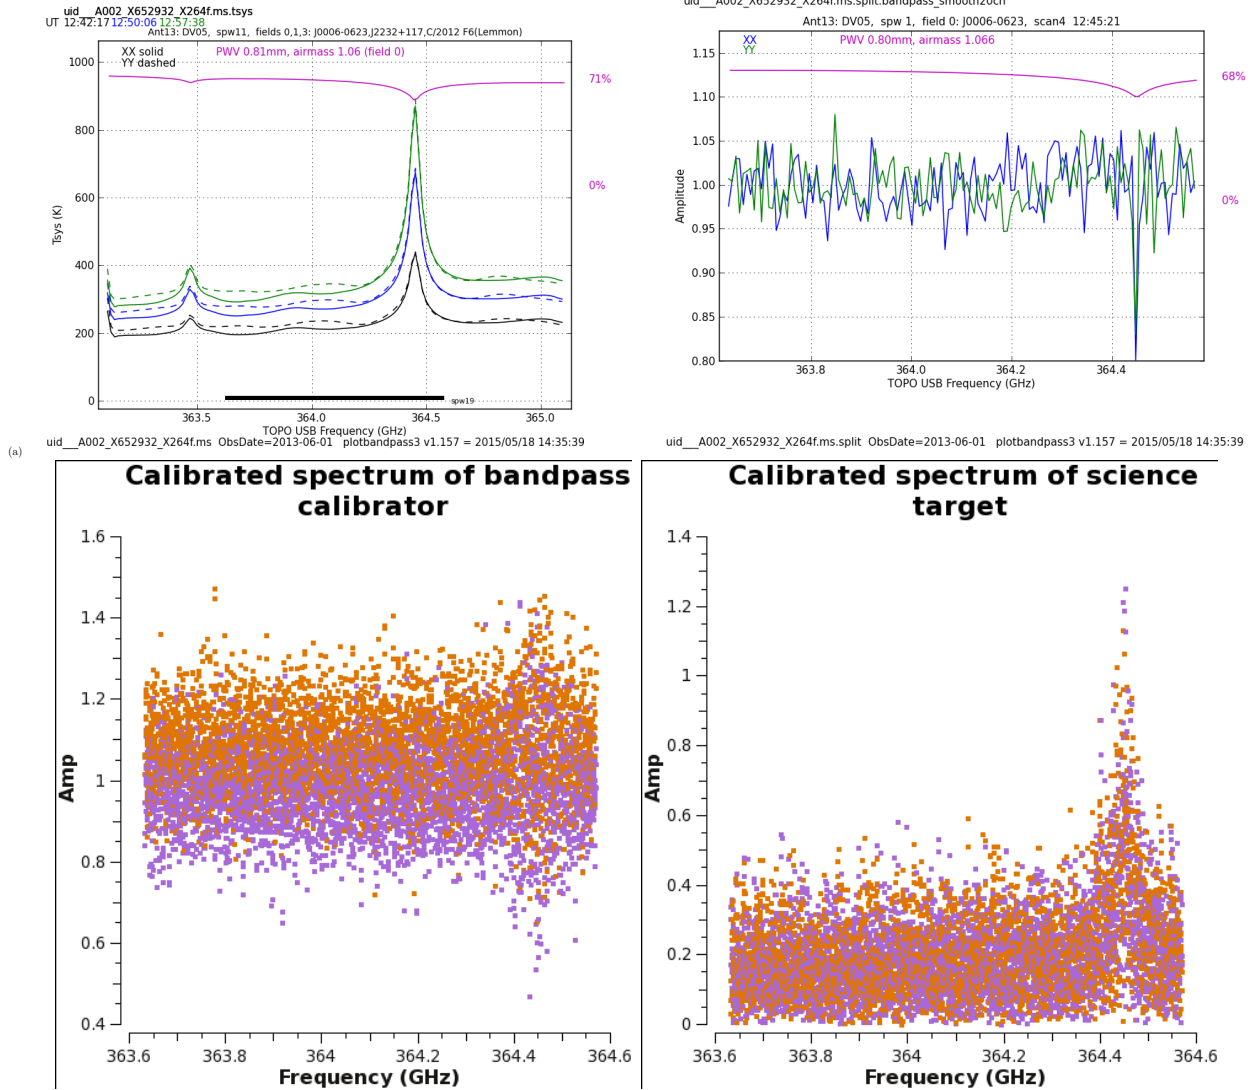 uid___A002_X652932_X264f.ms.tsys
UT 12:42:17 12:50:06 12:57:38
Ant13: DV05, spw11, fields 0,1,3: J0006-0623,J2232+117,C/2012 F6(Lemmon)
XX solid
YY dashed
PWV 0.81mm, airmass 1.06 (field 0)
71%
0%
1000
800
600
400
200
0
Tsys (K)
spw19
363.5 364.0 364.5 365.0
TOPO USB Frequency (GHz)
uid___A002_X652932_X264f.ms ObsDate=2013-06-01 plotbandpass3 v1.157 = 2015/05/18 14:35:39
(a)
uid___A002_X652932_X264f.ms.split.bandpass_smooth20ch
Ant13: DV05, spw 1, field 0: J0006-0623, scan4 12:45:21
XX
YY
PWV 0.80mm, airmass 1.066
68%
0%
1.15
1.10
1.05
1.00
0.95
0.90
0.85
0.80
Amplitude
363.8 364.0 364.2 364.4
TOPO USB Frequency (GHz)
uid___A002_X652932_X264f.ms.split ObsDate=2013-06-01 plotbandpass3 v1.157 = 2015/05/18 14:35:39
Calibrated spectrum of bandpass
calibrator
1.6
1.4
1.2
1
0.8
0.6
0.4
Amp
363.6 363.8 364 364.2 364.4 364.6
Frequency (GHz)
Calibrated spectrum of science
target
1.4
1.2
1
0.8
0.6
0.4
0.2
0
Amp
363.6 363.8 364 364.2 364.4 364.6
Frequency (GHz)